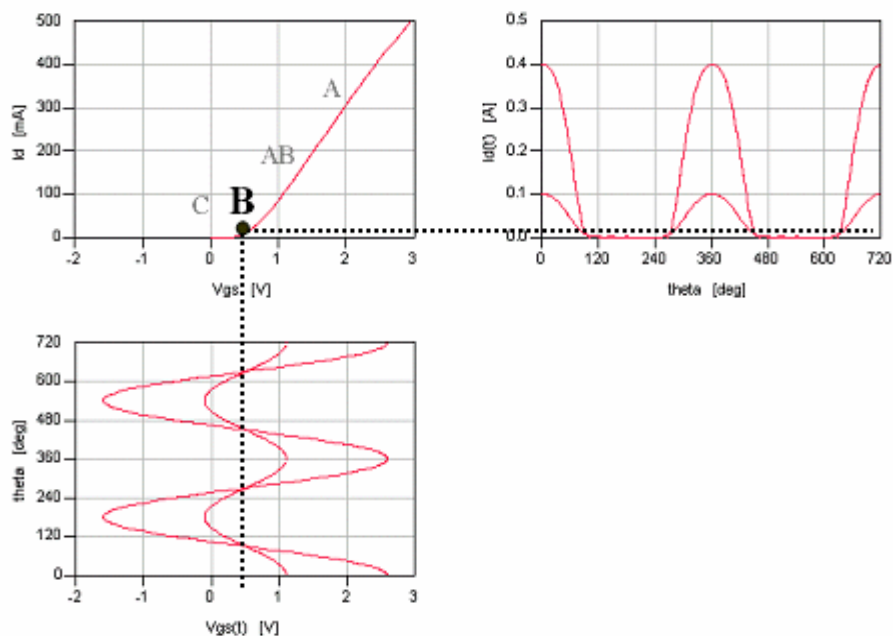 500
400
300
200
100
0
Id [mA]
A
AB
C
B
-2 -1 0 1 2 3
Vgs [V]
0.5
0.4
0.3
0.2
0.1
0.0
Id(t) [A]
0 120 240 360 480 600 720
theta [deg]
720
600
480
360
240
120
0
theta [deg]
-2 -1 0 1 2 3
Vgs(t) [V]